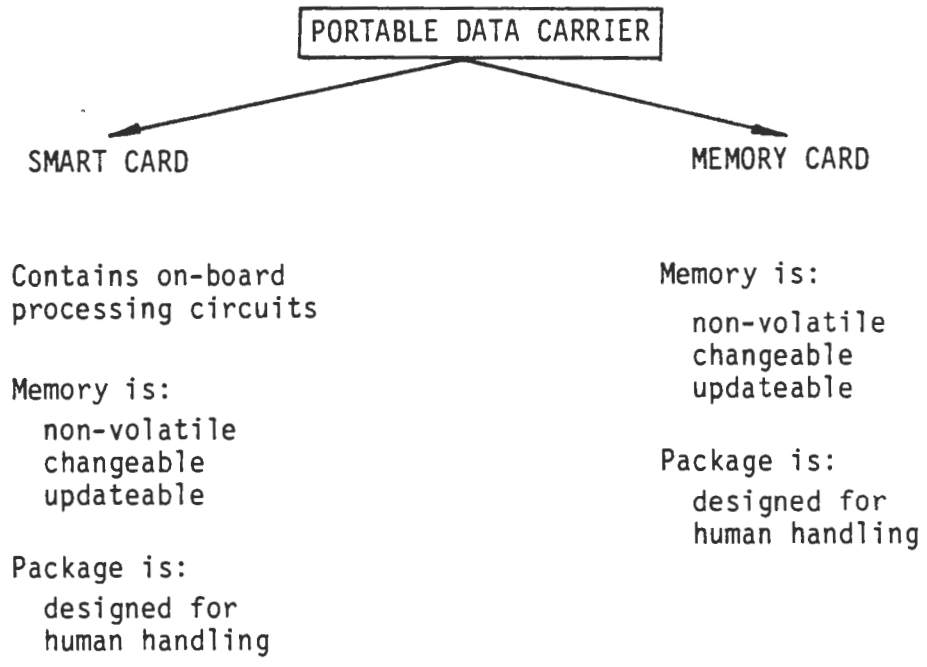 PORTABLE DATA CARRIER
SMART CARD
Contains on-board
processing circuits
Memory is:
non-volatile
changeable
updateable
Package is:
designed for
human handling
MEMORY CARD
Memory is:
non-volatile
changeable
updateable
Package is:
designed for
human handling